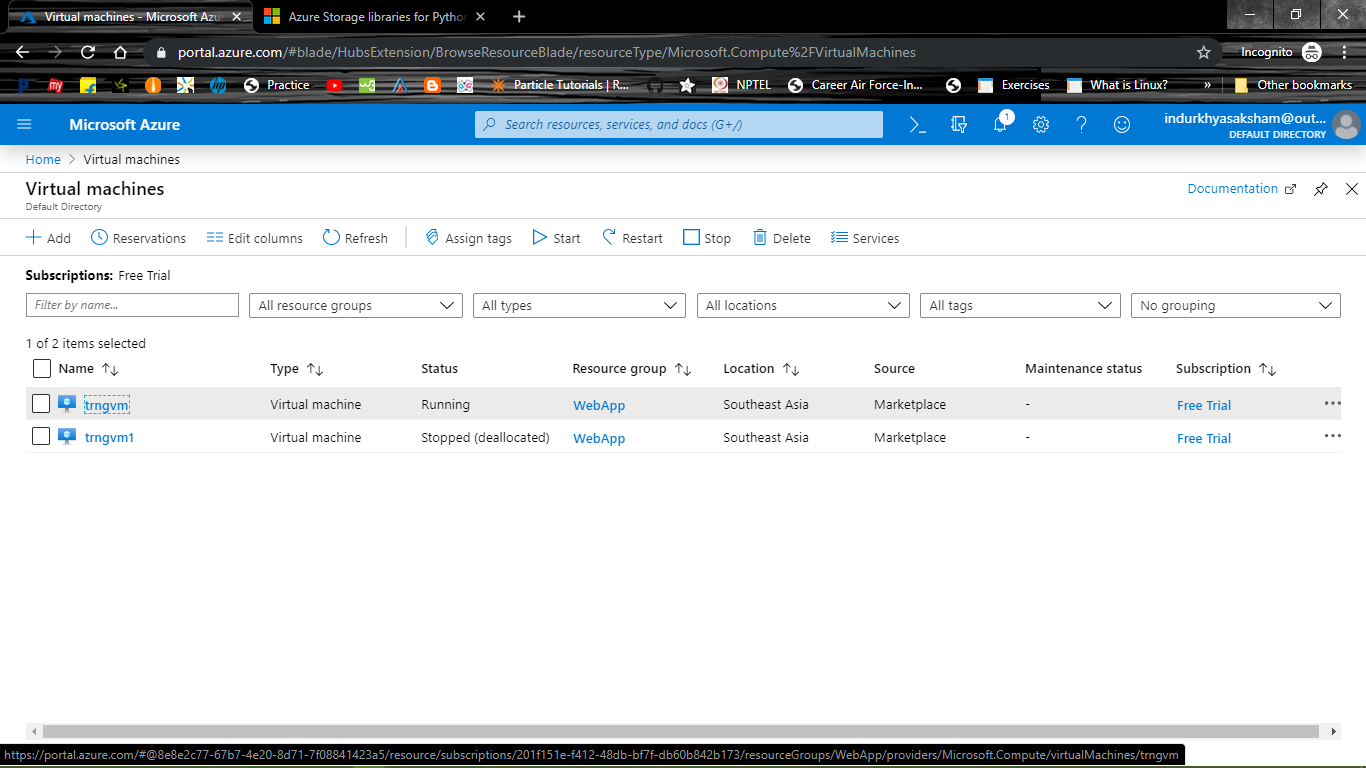 Virtual machines - Microsoft Azu
Azure Storage libraries for Pytho
portal.azure.com/#blade/HubsExtension/BrowseResourceBlade/resourceType/Microsoft.Compute%2FVirtualMachines
Incognito
my
hp
Practice
Particle Tutorials | R...
NPTEL
Career Air Force-In...
Exercises
What is Linux?
»
Other bookmarks
Microsoft Azure
Search resources, services, and docs (G+/)
1
indurkhyasaksham@out...
DEFAULT DIRECTORY
Home > Virtual machines
Virtual machines
Default Directory
Documentation
Add Reservations Edit columns Refresh Assign tags Start Restart Stop Delete Services
Subscriptions: Free Trial
Filter by name... All resource groups All types All locations All tags No grouping
1 of 2 items selected
Name Type Status Resource group Location Source Maintenance status Subscription
trngvm Virtual machine Running WebApp Southeast Asia Marketplace - Free Trial
trngvm1 Virtual machine Stopped (deallocated) WebApp Southeast Asia Marketplace - Free Trial
https://portal.azure.com/#@8e8e2c77-67b7-4e20-8d71-7f08841423a5/resource/subscriptions/201f151e-f412-48db-bf7f-db60b842b173/resourceGroups/WebApp/providers/Microsoft.Compute/virtualMachines/trngvm